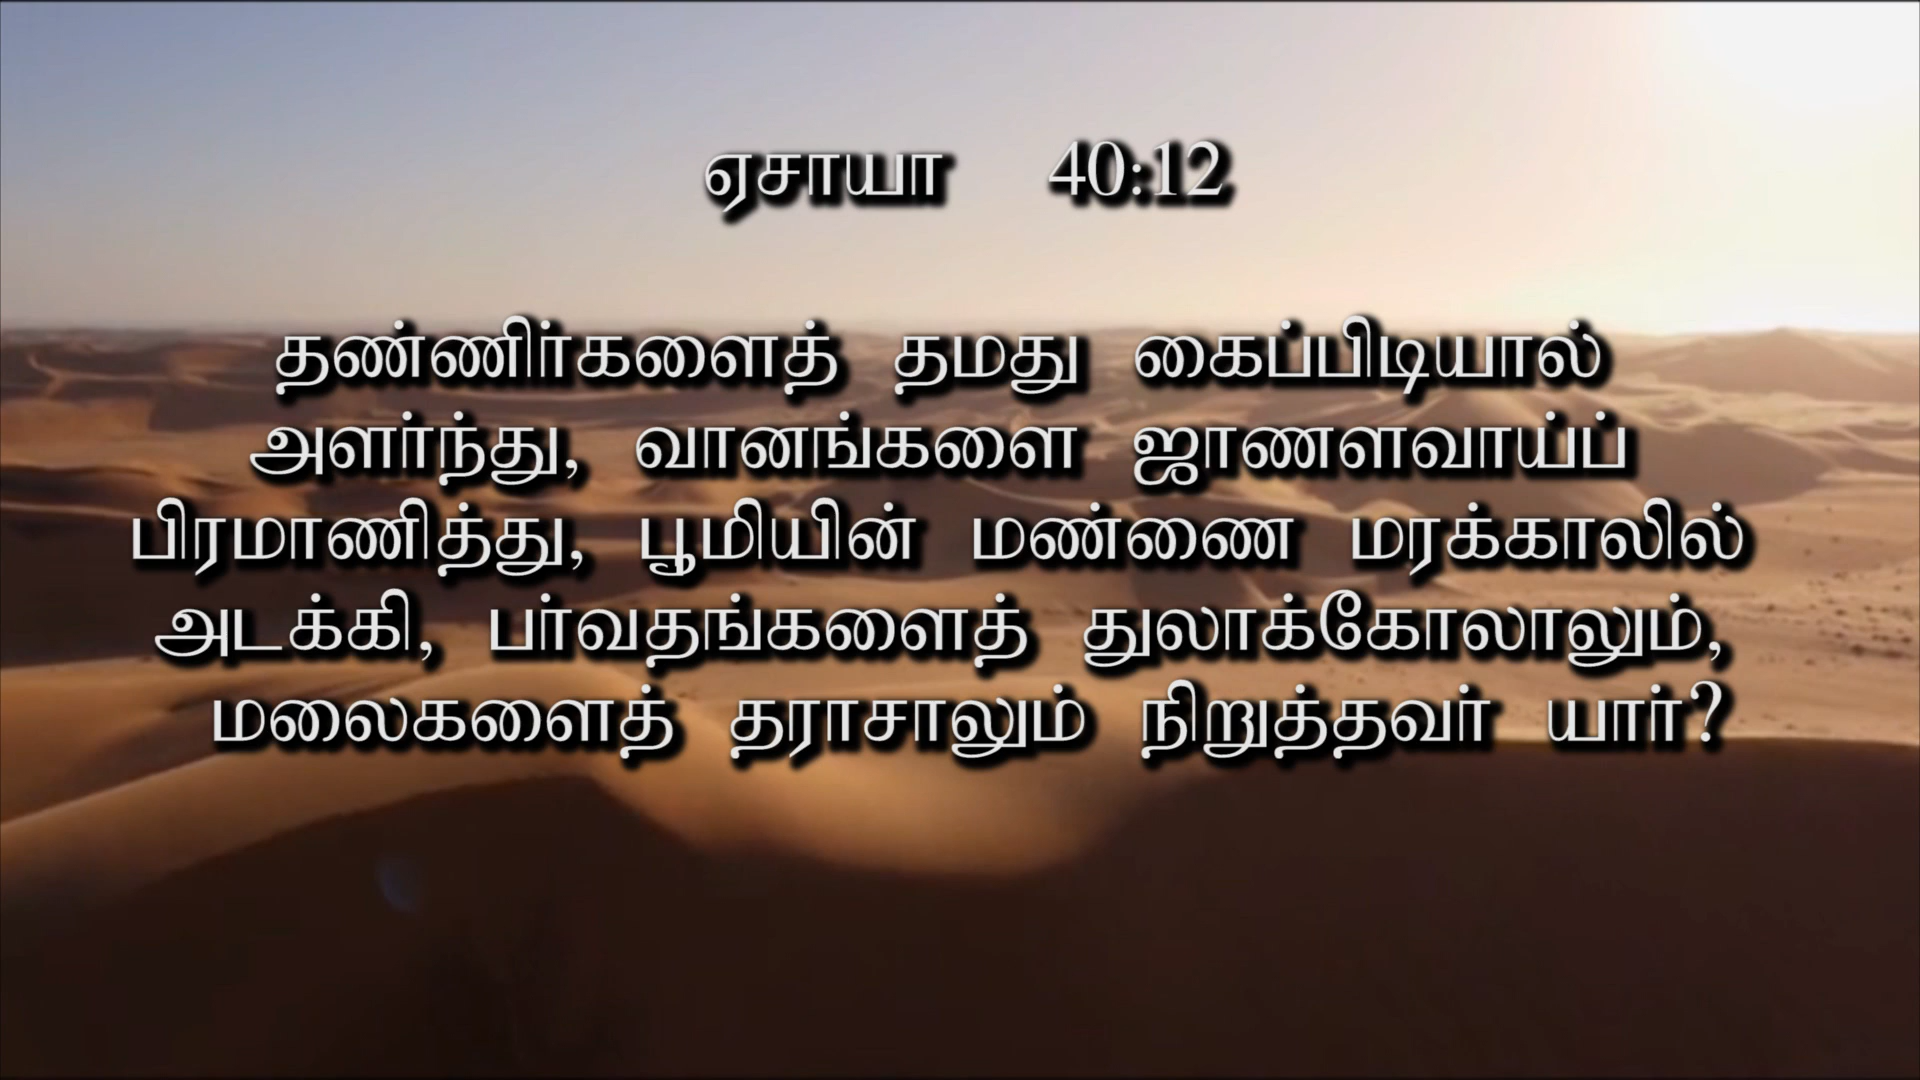 ஏசாயா 40:12
தண்ணிர்களைத் தமது கைப்பிடியால்
அளர்ந்து, வானங்களை ஜாணளவாய்ப்
பிரமாணித்து, பூமியின் மண்ணை மரக்காலில்
அடக்கி, பர்வதங்களைத் துலாக்கோலாலும்,
மலைகளைத் தராசாலும் நிறுத்தவர் யார்?